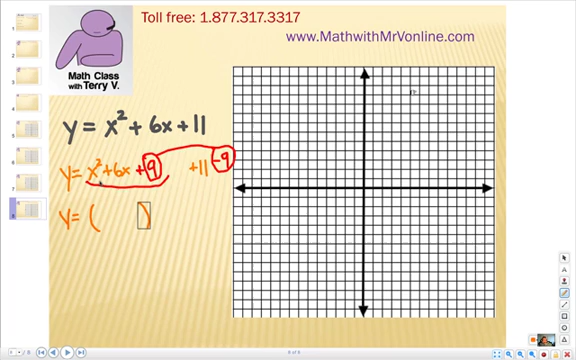 Toll free: 1.877.317.3317
www.MathwithMrVonline.com
Math Class
with Terry V.
y = x² + 6x + 11
y = x² + 6x + 9 + 11 - 9
y = ( )